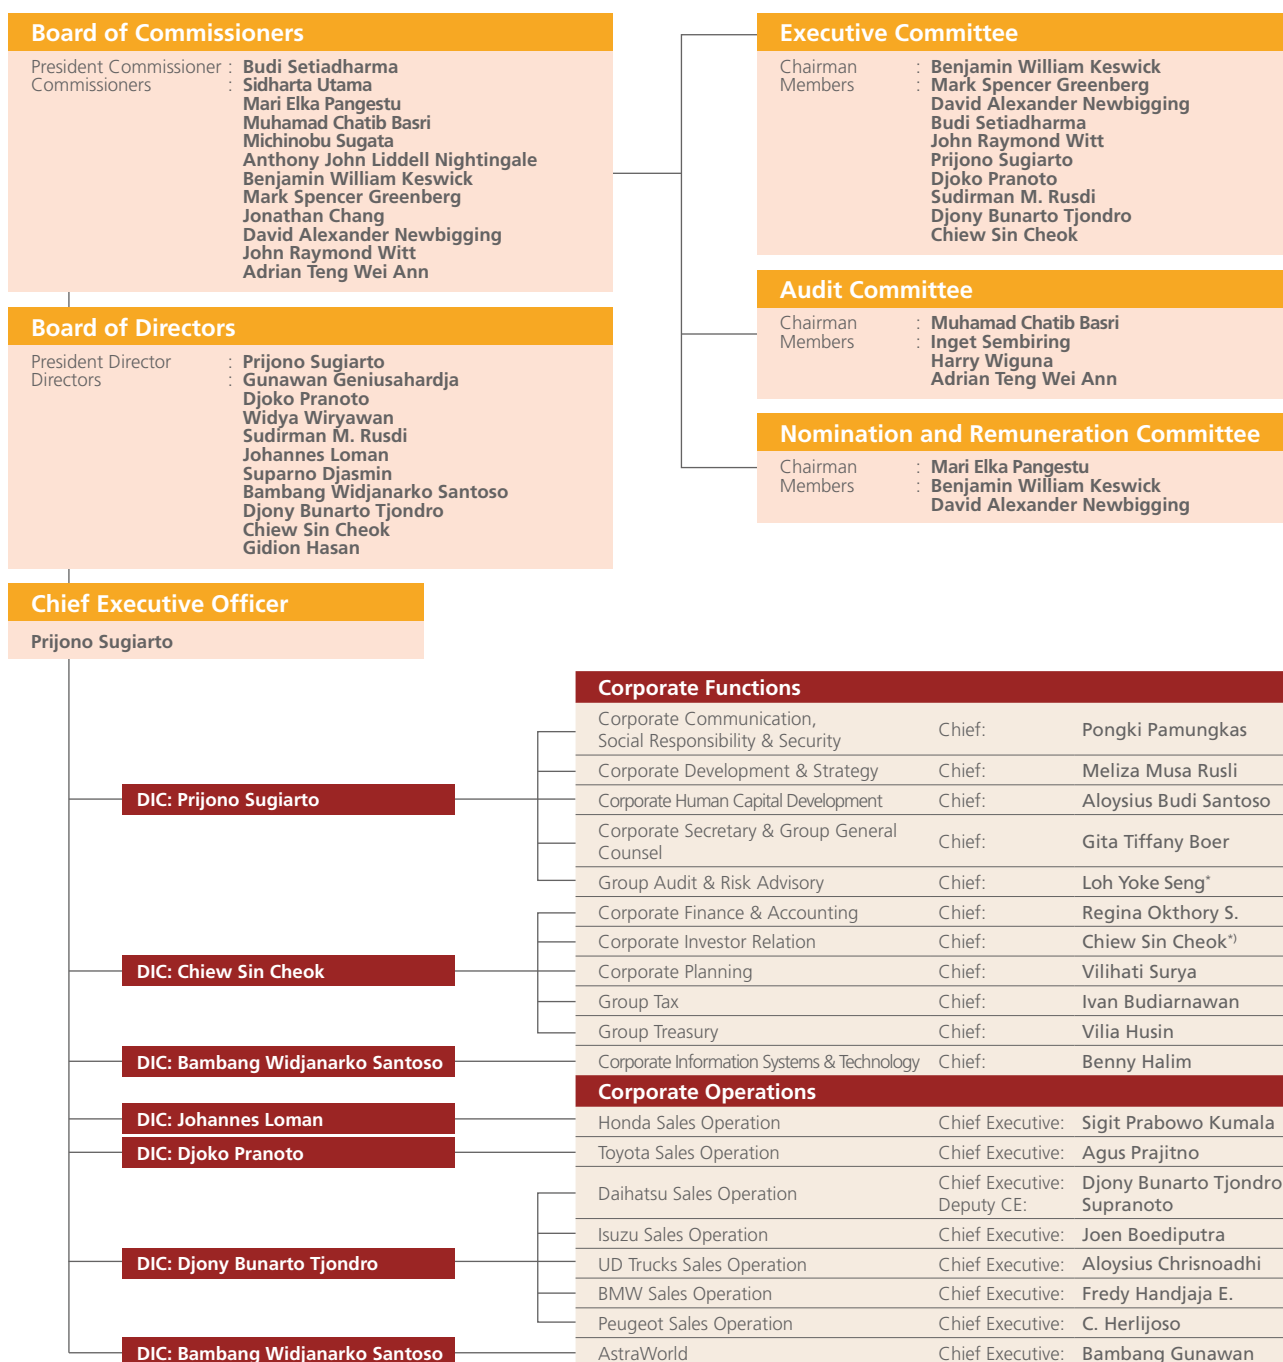 Board of Commissioners
President Commissioner : Budi Setiadharma
Commissioners : Sidharta Utama
Mari Elka Pangestu
Muhamad Chatib Basri
Michinobu Sugata
Anthony John Liddell Nightingale
Benjamin William Keswick
Mark Spencer Greenberg
Jonathan Chang
David Alexander Newbigging
John Raymond Witt
Adrian Teng Wei Ann
Executive Committee
Chairman : Benjamin William Keswick
Members : Mark Spencer Greenberg
David Alexander Newbigging
Budi Setiadharma
John Raymond Witt
Prijono Sugiarto
Djoko Pranoto
Sudirman M. Rusdi
Djony Bunarto Tjondro
Chiew Sin Cheok
Audit Committee
Chairman : Muhamad Chatib Basri
Members : Inget Sembiring
Harry Wiguna
Adrian Teng Wei Ann
Nomination and Remuneration Committee
Chairman : Mari Elka Pangestu
Members : Benjamin William Keswick
David Alexander Newbigging
Board of Directors
President Director : Prijono Sugiarto
Directors : Gunawan Geniusahardja
Djoko Pranoto
Widya Wiryawan
Sudirman M. Rusdi
Johannes Loman
Suparno Djasmin
Bambang Widjanarko Santoso
Djony Bunarto Tjondro
Chiew Sin Cheok
Gidion Hasan
Chief Executive Officer
Prijono Sugiarto
Corporate Functions
DIC: Prijono Sugiarto
Corporate Communication,
Social Responsibility & Security Chief: Pongki Pamungkas
Corporate Development & Strategy Chief: Meliza Musa Rusli
Corporate Human Capital Development Chief: Aloysius Budi Santoso
Corporate Secretary & Group General
Counsel Chief: Gita Tiffany Boer
Group Audit & Risk Advisory Chief: Loh Yoke Seng*
DIC: Chiew Sin Cheok
Corporate Finance & Accounting Chief: Regina Okthory S.
Corporate Investor Relation Chief: Chiew Sin Cheok*)
Corporate Planning Chief: Vilihati Surya
Group Tax Chief: Ivan Budiarnawan
Group Treasury Chief: Vilia Husin
DIC: Bambang Widjanarko Santoso
Corporate Information Systems & Technology Chief: Benny Halim
Corporate Operations
DIC: Johannes Loman
Honda Sales Operation Chief Executive: Sigit Prabowo Kumala
DIC: Djoko Pranoto
Toyota Sales Operation Chief Executive: Agus Prajitno
DIC: Djony Bunarto Tjondro
Daihatsu Sales Operation Chief Executive: Djony Bunarto Tjondro
Deputy CE: Supranoto
Isuzu Sales Operation Chief Executive: Joen Boediputra
UD Trucks Sales Operation Chief Executive: Aloysius Chrisnoadhi
BMW Sales Operation Chief Executive: Fredy Handjaja E.
Peugeot Sales Operation Chief Executive: C. Herlijoso
DIC: Bambang Widjanarko Santoso
AstraWorld Chief Executive: Bambang Gunawan